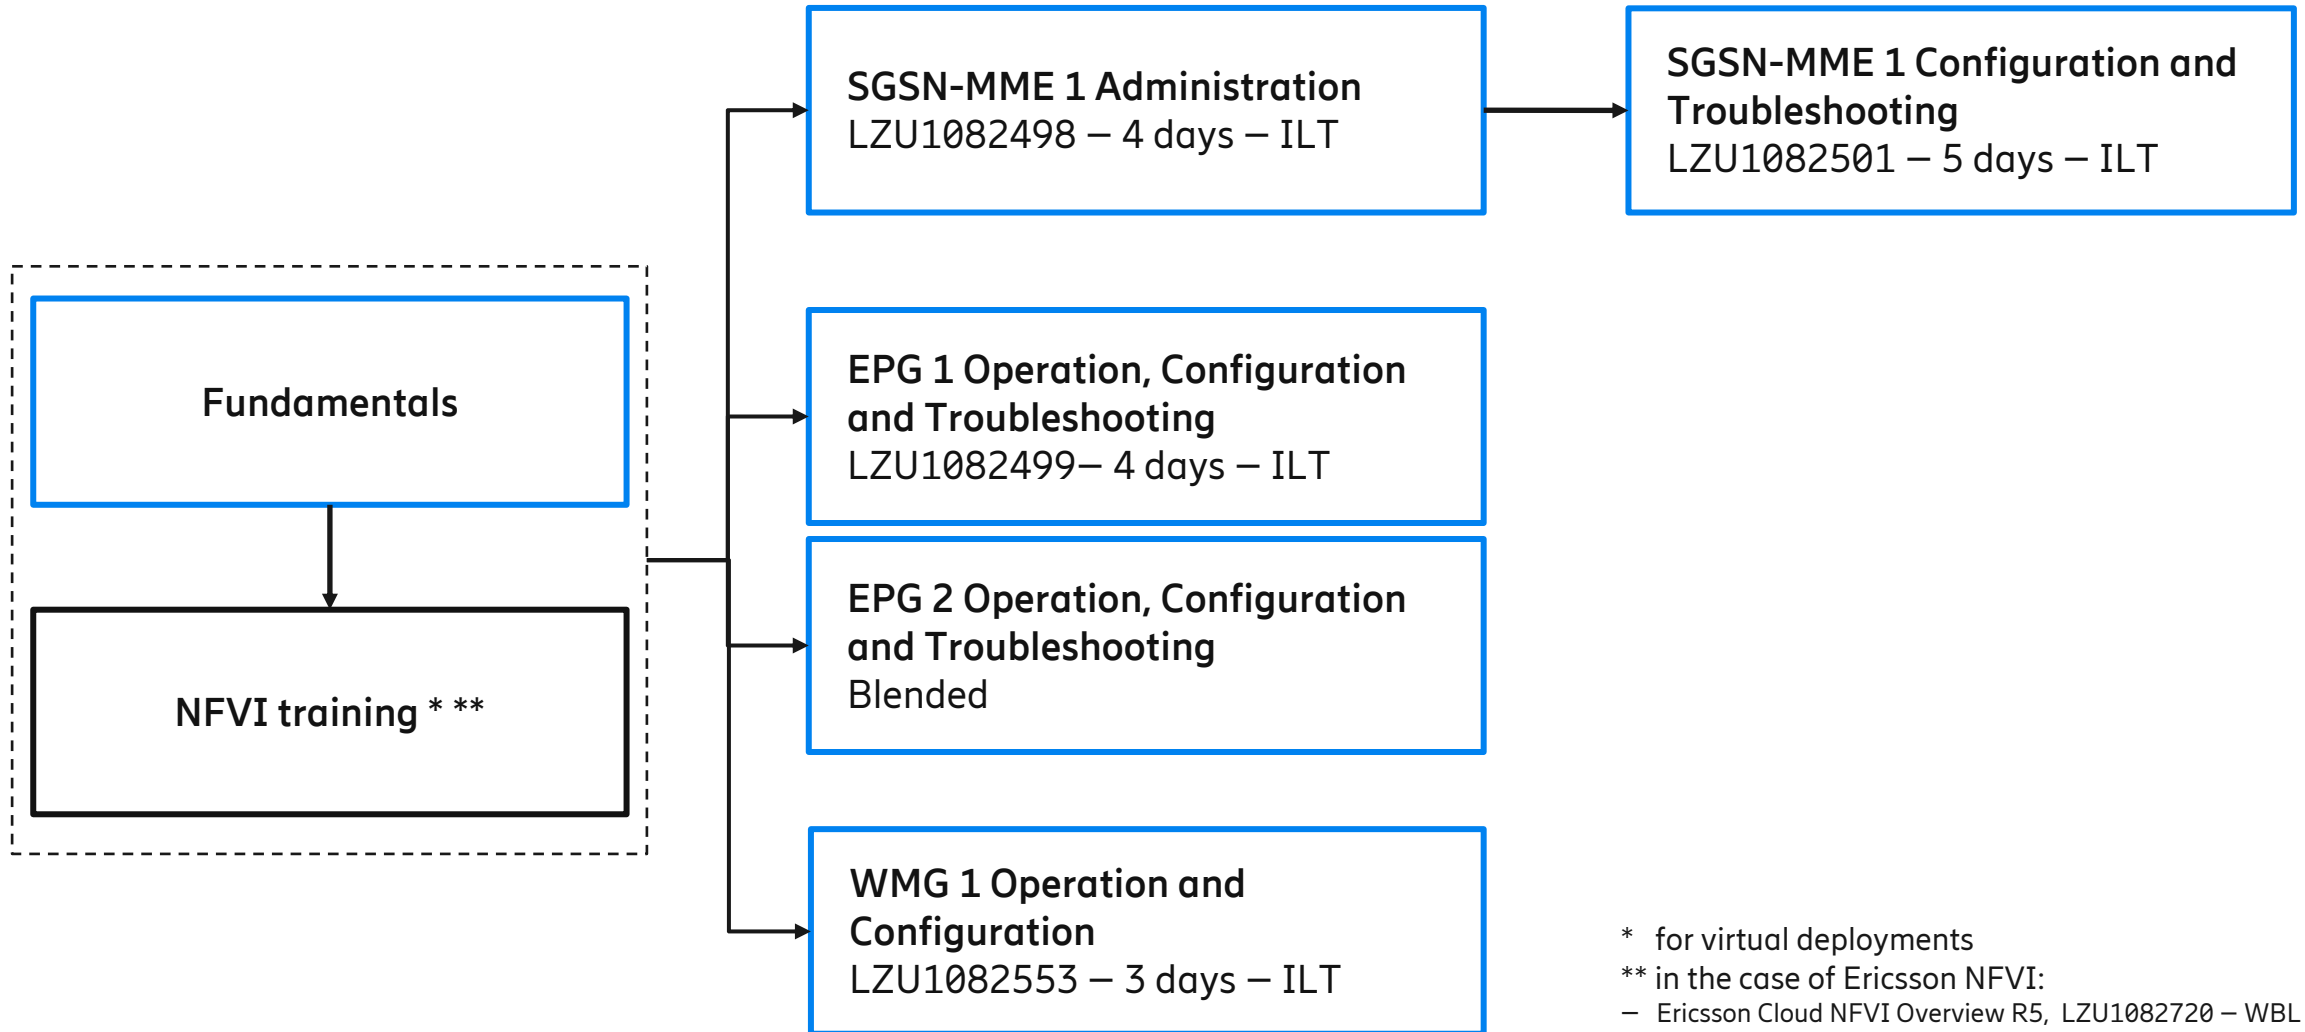 SGSN-MME 1 Administration
LZU1082498 – 4 days – ILT
SGSN-MME 1 Configuration and
Troubleshooting
LZU1082501 – 5 days – ILT
Fundamentals
NFVI training * **
EPG 1 Operation, Configuration
and Troubleshooting
LZU1082499– 4 days – ILT
EPG 2 Operation, Configuration
and Troubleshooting
Blended
WMG 1 Operation and
Configuration
LZU1082553 – 3 days – ILT
* for virtual deployments
** in the case of Ericsson NFVI:
– Ericsson Cloud NFVI Overview R5, LZU1082720 – WBL